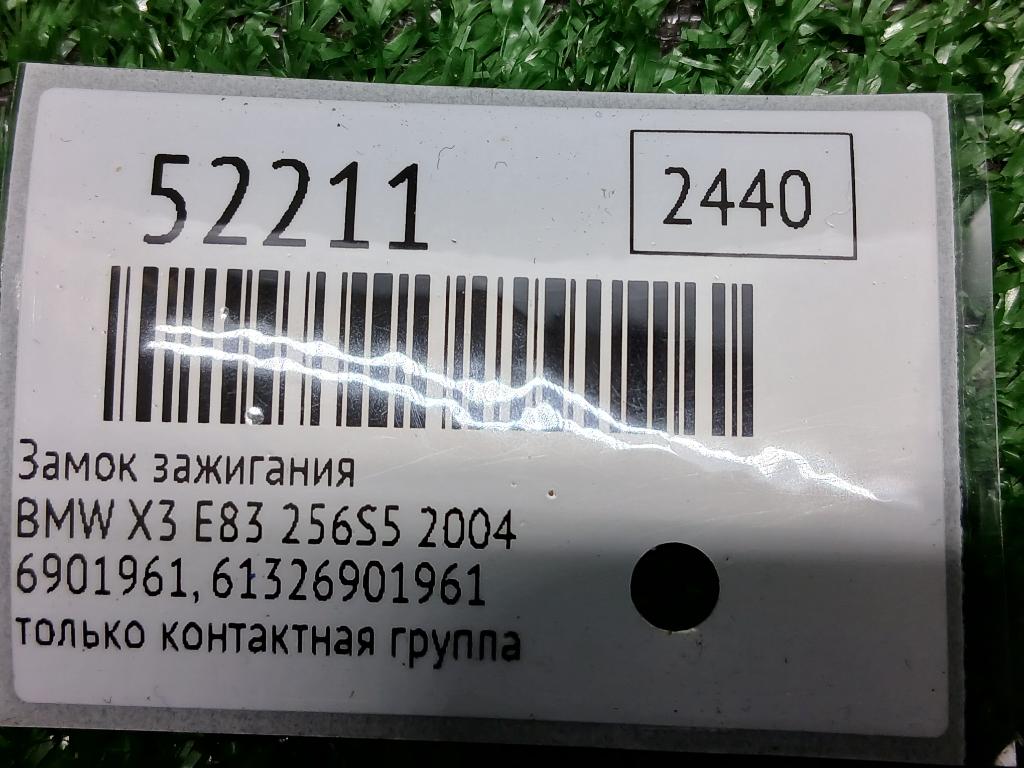 52211
2440
Замок зажигания
BMW X3 E83 256S5 2004
6901961, 61326901961
только контактная группа